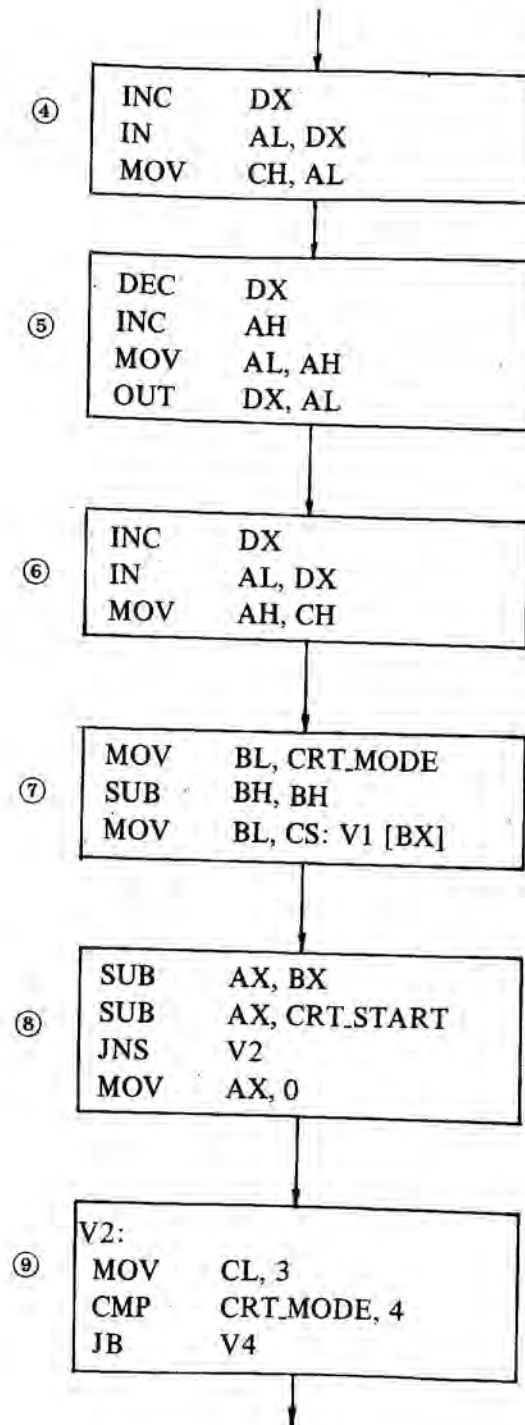 ④
INC DX
IN AL, DX
MOV CH, AL
⑤
DEC DX
INC AH
MOV AL, AH
OUT DX, AL
⑥
INC DX
IN AL, DX
MOV AH, CH
⑦
MOV BL, CRT_MODE
SUB BH, BH
MOV BL, CS: V1 [BX]
⑧
SUB AX, BX
SUB AX, CRT_START
JNS V2
MOV AX, 0
⑨
V2:
MOV CL, 3
CMP CRT_MODE, 4
JB V4